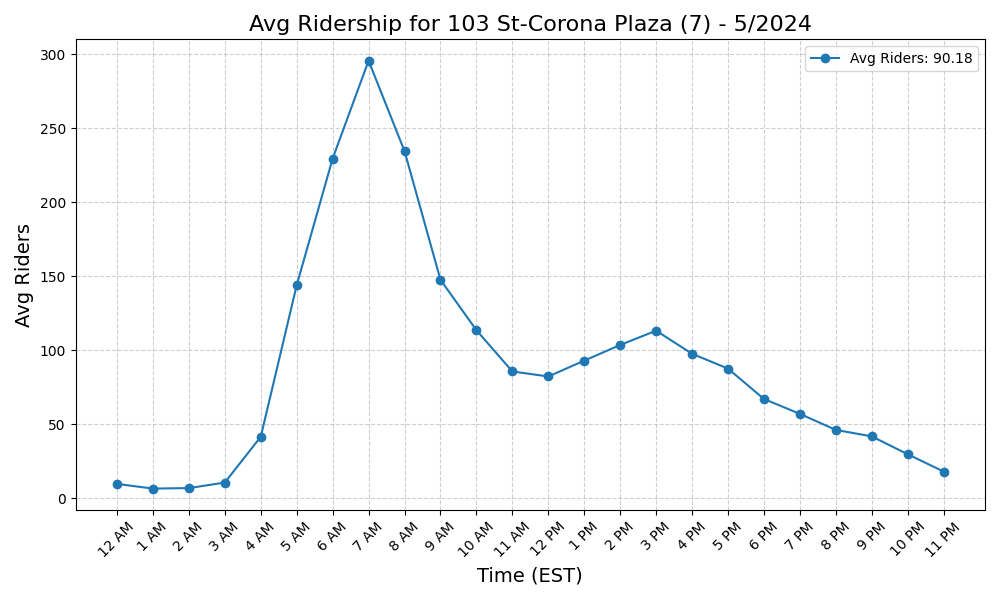 Avg Ridership for 103 St-Corona Plaza (7) - 5/2024
Avg Riders: 90.18
Avg Riders
300
250
200
150
100
50
0
12 AM
1 AM
2 AM
3 AM
4 AM
5 AM
6 AM
7 AM
8 AM
9 AM
10 AM
11 AM
12 PM
1 PM
2 PM
3 PM
4 PM
5 PM
6 PM
7 PM
8 PM
9 PM
10 PM
11 PM
Time (EST)